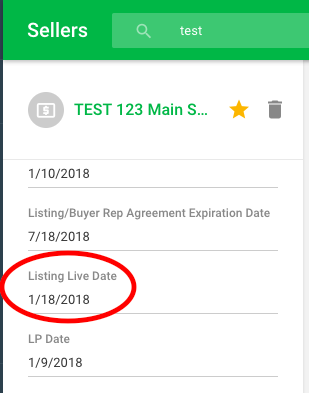 Sellers
test
TEST 123 Main S...
1/10/2018
Listing/Buyer Rep Agreement Expiration Date
7/18/2018
Listing Live Date
1/18/2018
LP Date
1/9/2018